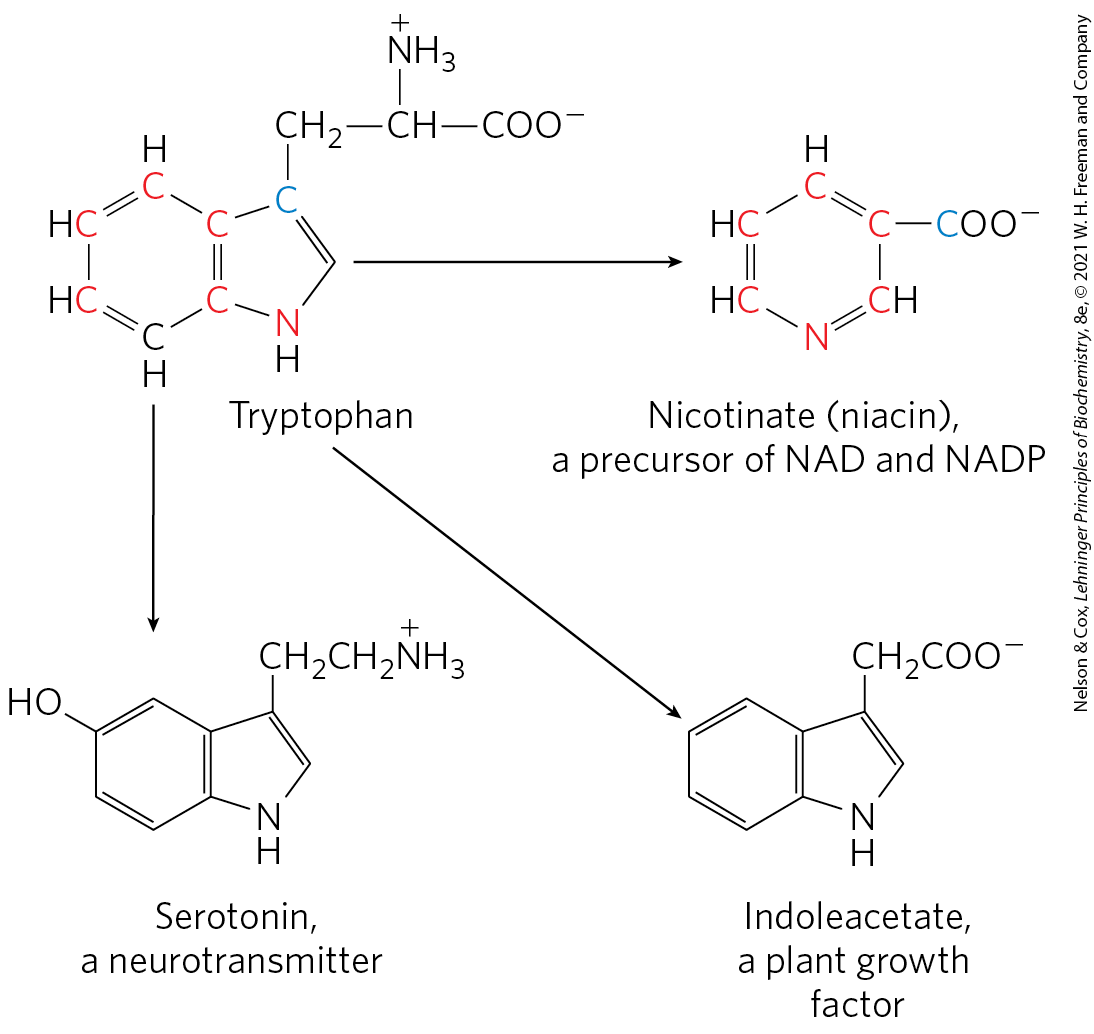 +
NH3
CH2—CH—COO−
H
C
HC
C
C
HC
C
C
H
N
H
H
C
HC
C—COO−
HC
CH
N
Tryptophan
Nicotinate (niacin),
a precursor of NAD and NADP
+
CH2CH2NH3
HO
N
H
CH2COO−
N
H
Serotonin,
a neurotransmitter
Indoleacetate,
a plant growth
factor
Nelson & Cox, Lehninger Principles of Biochemistry, 8e, © 2021 W. H. Freeman and Company